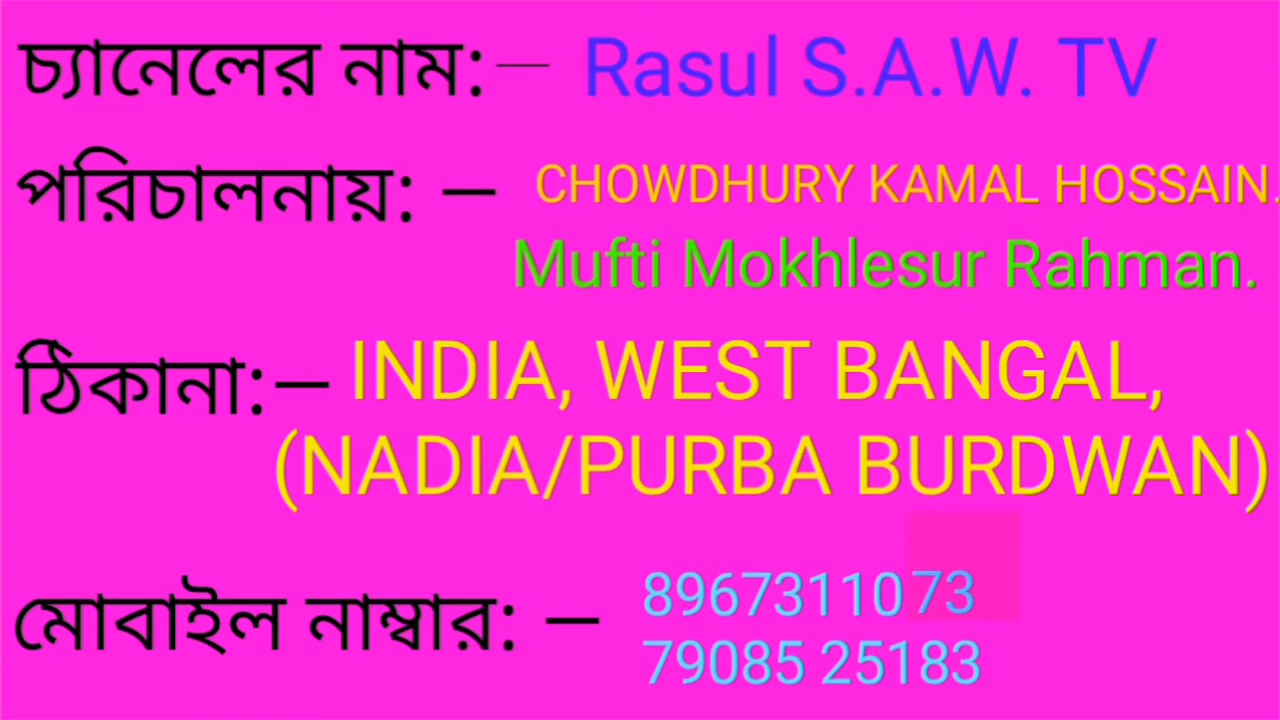 চ্যানেলের নাম:— Rasul S.A.W. TV
পরিচালনায়: — CHOWDHURY KAMAL HOSSAIN.
Mufti Mokhlesur Rahman.
ঠিকানা:— INDIA, WEST BANGAL,
(NADIA/PURBA BURDWAN)
মোবাইল নাম্বার: — 8967311073
79085 25183